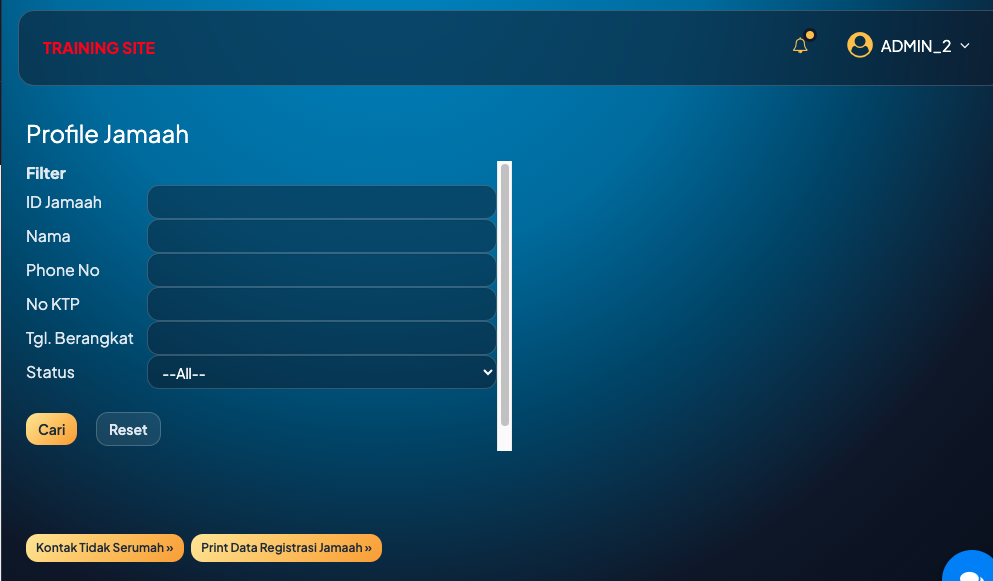 TRAINING SITE
ADMIN_2
Profile Jamaah
Filter
ID Jamaah
Nama
Phone No
No KTP
Tgl. Berangkat
Status --All--
Cari Reset
Kontak Tidak Serumah » Print Data Registrasi Jamaah »